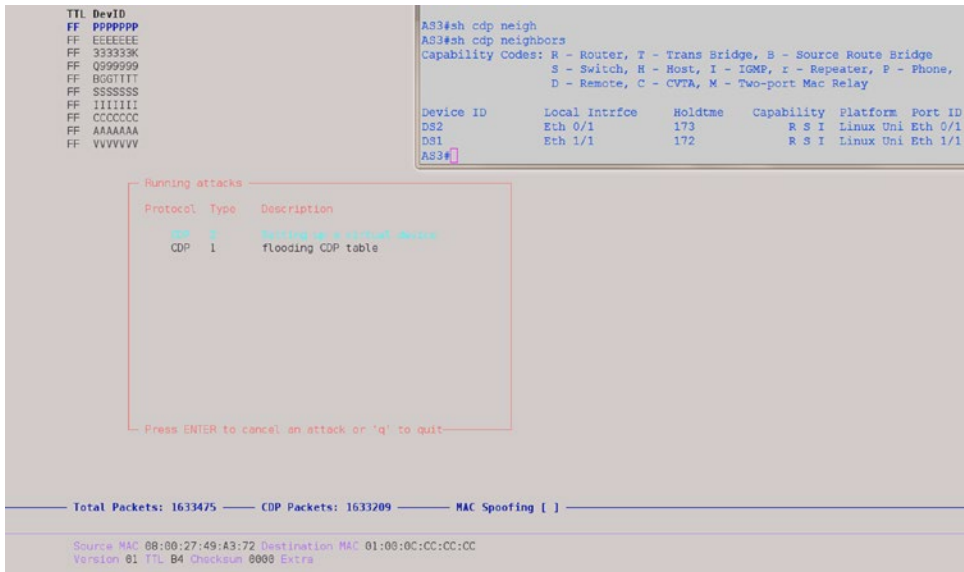 TTL DevID
FF PPPPPPP
FF EEEEEEE
FF 333333K
FF Q999999
FF BGGTTTT
FF SSSSSSS
FF IIIIIII
FF CCCCCCC
FF AAAAAAA
FF VVVVVVV
AS3#sh cdp neigh
AS3#sh cdp neighbors
Capability Codes: R - Router, T - Trans Bridge, B - Source Route Bridge
S - Switch, H - Host, I - IGMP, r - Repeater, P - Phone,
D - Remote, C - CVTA, M - Two-port Mac Relay
Device ID Local Intrfce Holdtme Capability Platform Port ID
DS2 Eth 0/1 173 R S I Linux Uni Eth 0/1
DS1 Eth 1/1 172 R S I Linux Uni Eth 1/1
AS3#
Running attacks
Protocol Type Description
CDP 2 Setting up a virtual device
CDP 1 flooding CDP table
Press ENTER to cancel an attack or 'q' to quit
Total Packets: 1633475 CDP Packets: 1633209 MAC Spoofing [ ]
Source MAC 08:00:27:49:A3:72 Destination MAC 01:00:0C:CC:CC:CC
Version 01 TTL B4 Checksum 0000 Extra